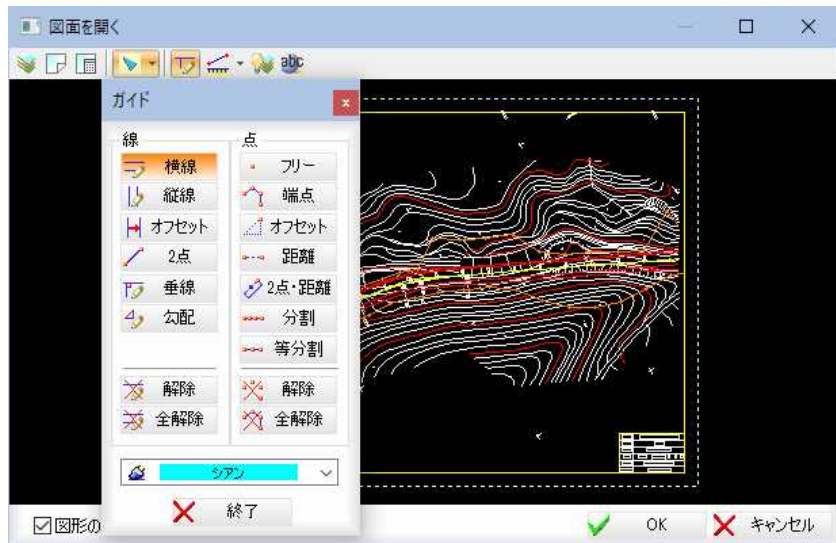 図面を開く
abc
ガイド
線
横線
縦線
オフセット
2点
垂線
勾配
解除
全解除
点
フリー
端点
オフセット
距離
2点・距離
分割
等分割
解除
全解除
シアン
終了
図形の
OK
キャンセル